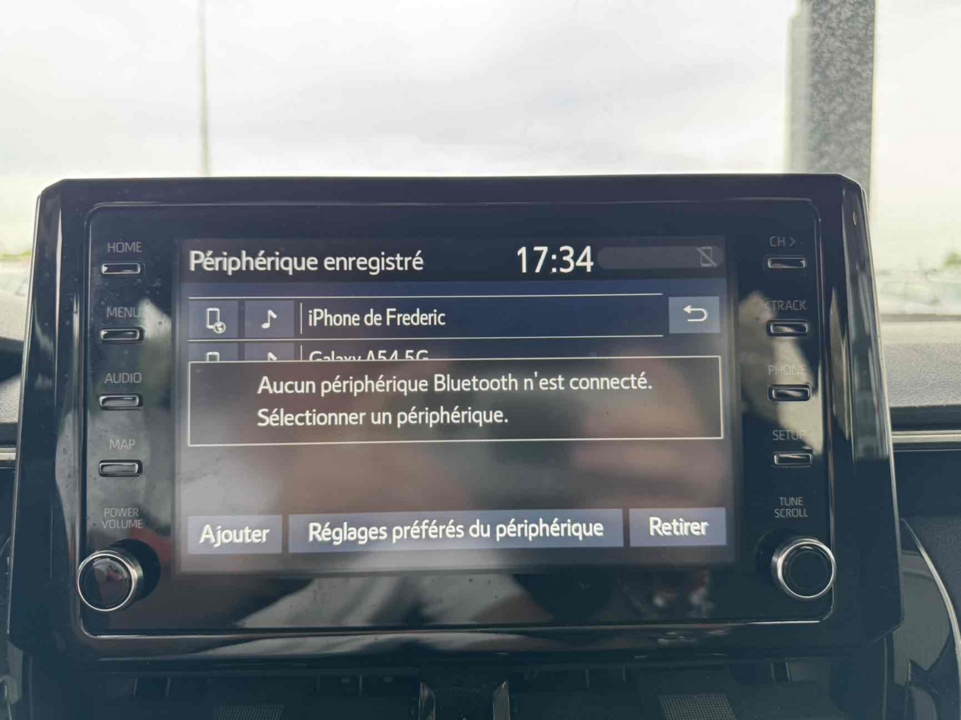 HOME
MENU
AUDIO
MAP
POWER
VOLUME
Périphérique enregistré
17:34
iPhone de Frederic
Galaxy A54 5G
Aucun périphérique Bluetooth n'est connecté.
Sélectionner un périphérique.
Ajouter
Réglages préférés du périphérique
Retirer
CH >
TRACK
PHONE
SETUP
TUNE
SCROLL